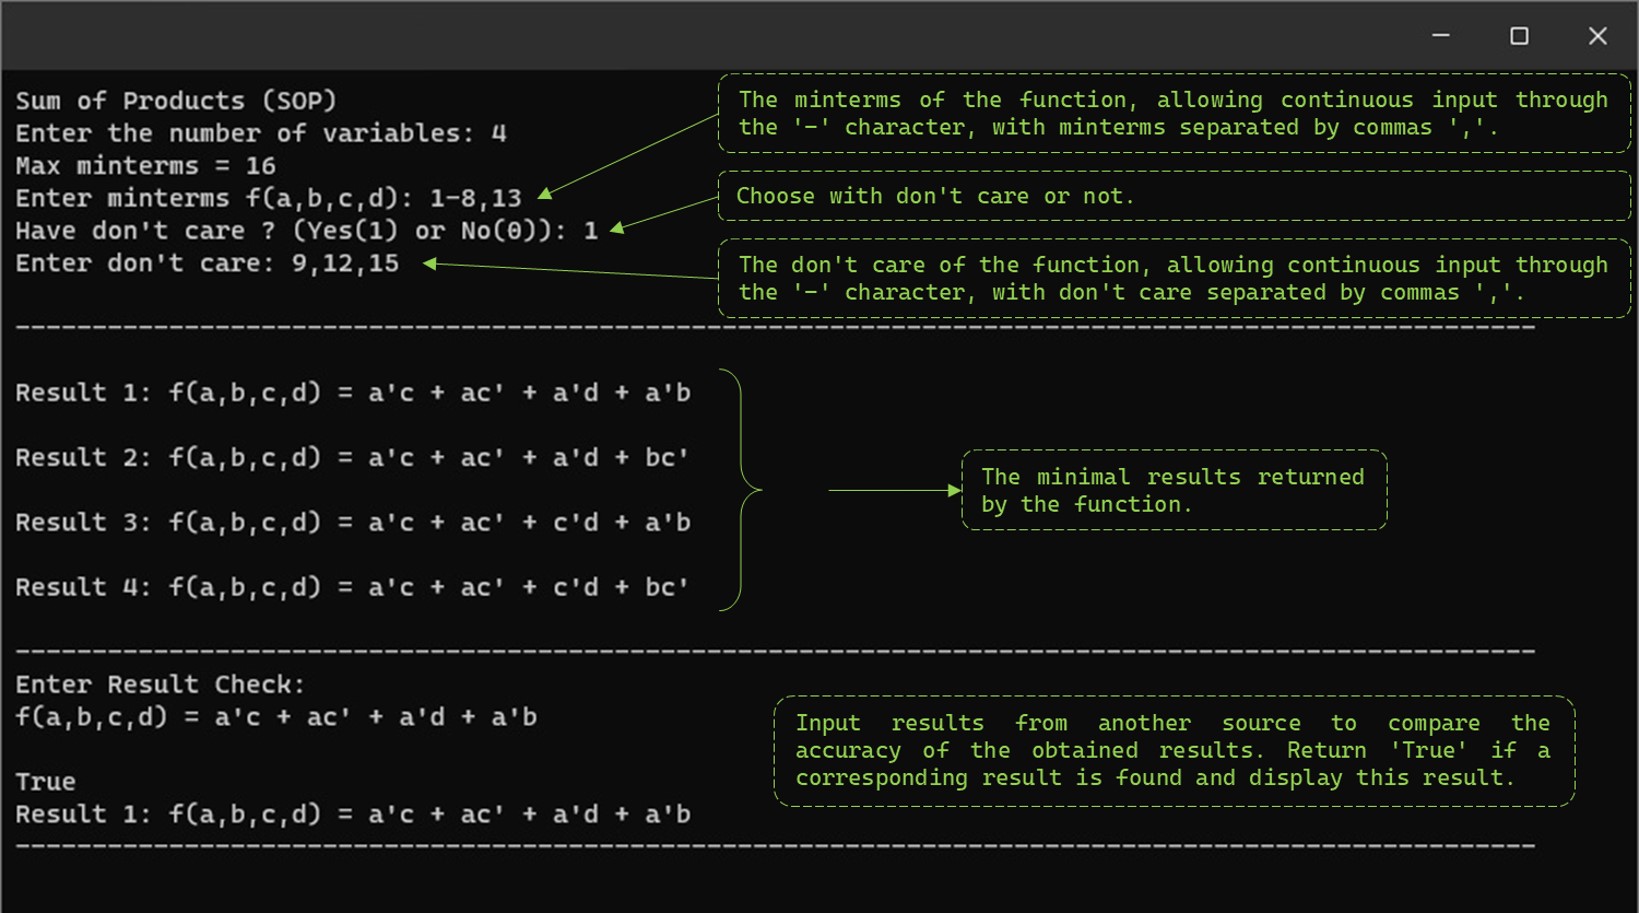 Sum of Products (SOP)
Enter the number of variables: 4
Max minterms = 16
Enter minterms f(a,b,c,d): 1-8,13
Have don't care ? (Yes(1) or No(0)): 1
Enter don't care: 9,12,15
The minterms of the function, allowing continuous input through
the '-' character, with minterms separated by commas ','.
Choose with don't care or not.
The don't care of the function, allowing continuous input through
the '-' character, with don't care separated by commas ','.
Result 1: f(a,b,c,d) = a'c + ac' + a'd + a'b
Result 2: f(a,b,c,d) = a'c + ac' + a'd + bc'
Result 3: f(a,b,c,d) = a'c + ac' + c'd + a'b
Result 4: f(a,b,c,d) = a'c + ac' + c'd + bc'
The minimal results returned
by the function.
Enter Result Check:
f(a,b,c,d) = a'c + ac' + a'd + a'b
True
Result 1: f(a,b,c,d) = a'c + ac' + a'd + a'b
Input results from another source to compare the
accuracy of the obtained results. Return 'True' if a
corresponding result is found and display this result.